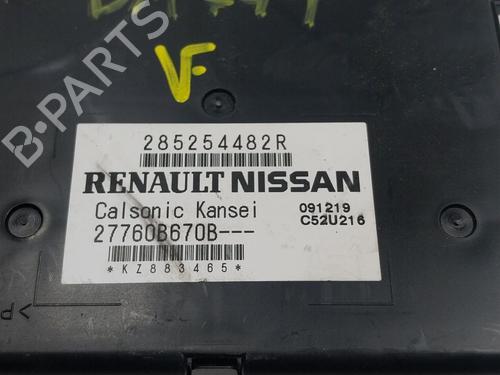 VF
B-PARTS
285254482R
RENAULT NISSAN
Calsonic Kansei 091219
27760B670B--- C52U216
*KZ883465*
>P